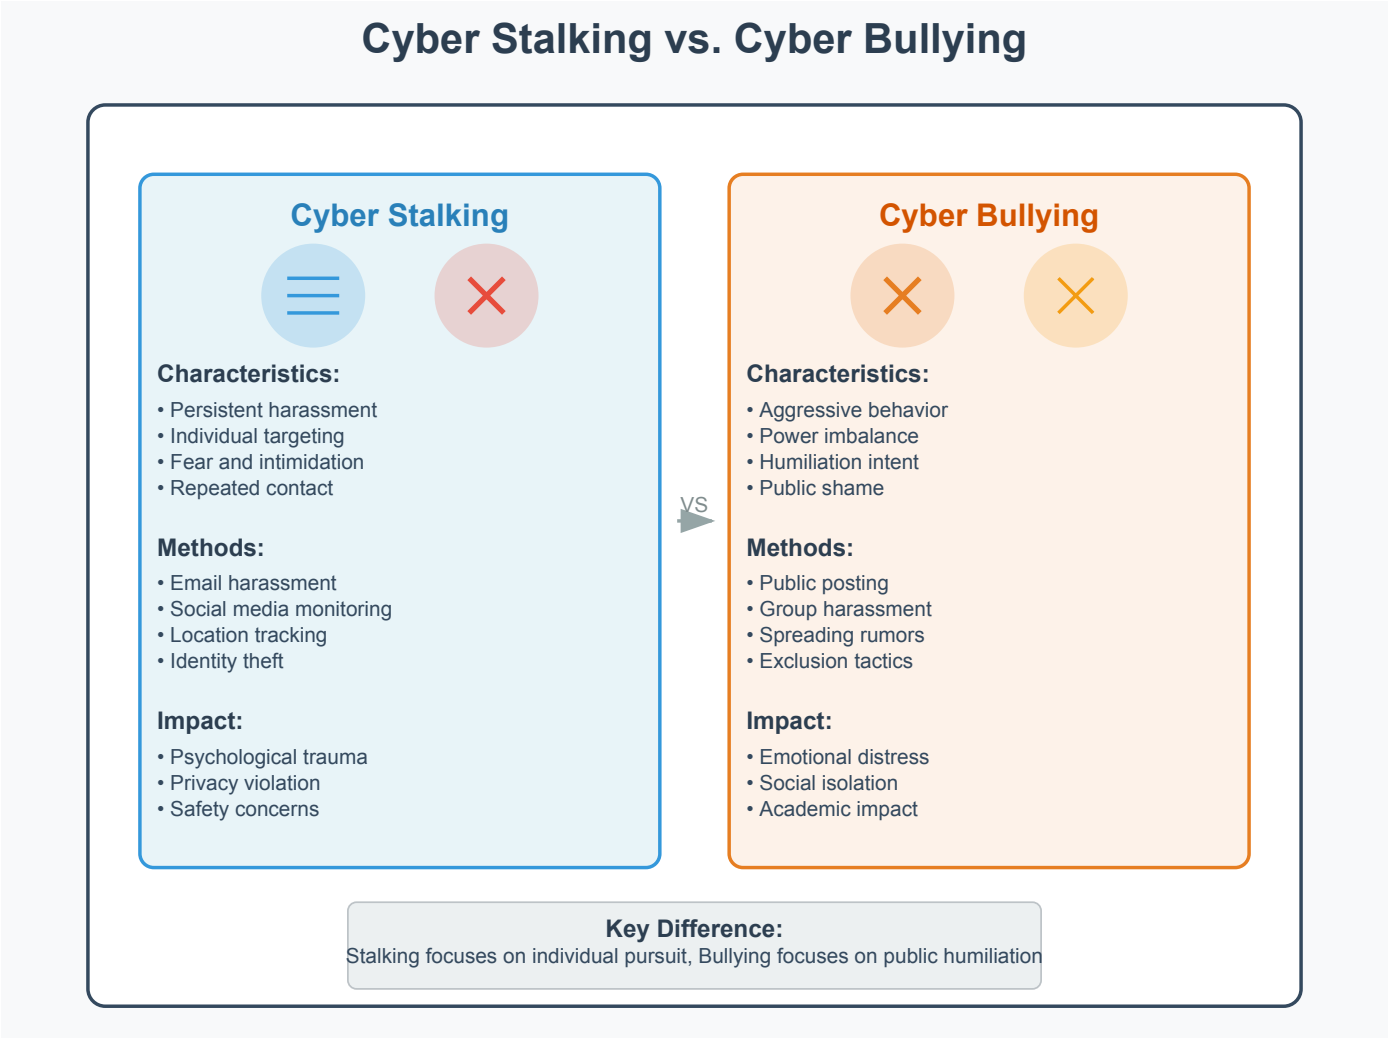 Cyber Stalking vs. Cyber Bullying
Cyber Stalking
Characteristics:
• Persistent harassment
• Individual targeting
• Fear and intimidation
• Repeated contact
Methods:
• Email harassment
• Social media monitoring
• Location tracking
• Identity theft
Impact:
• Psychological trauma
• Privacy violation
• Safety concerns
VS
Cyber Bullying
Characteristics:
• Aggressive behavior
• Power imbalance
• Humiliation intent
• Public shame
Methods:
• Public posting
• Group harassment
• Spreading rumors
• Exclusion tactics
Impact:
• Emotional distress
• Social isolation
• Academic impact
Key Difference:
Stalking focuses on individual pursuit, Bullying focuses on public humiliation